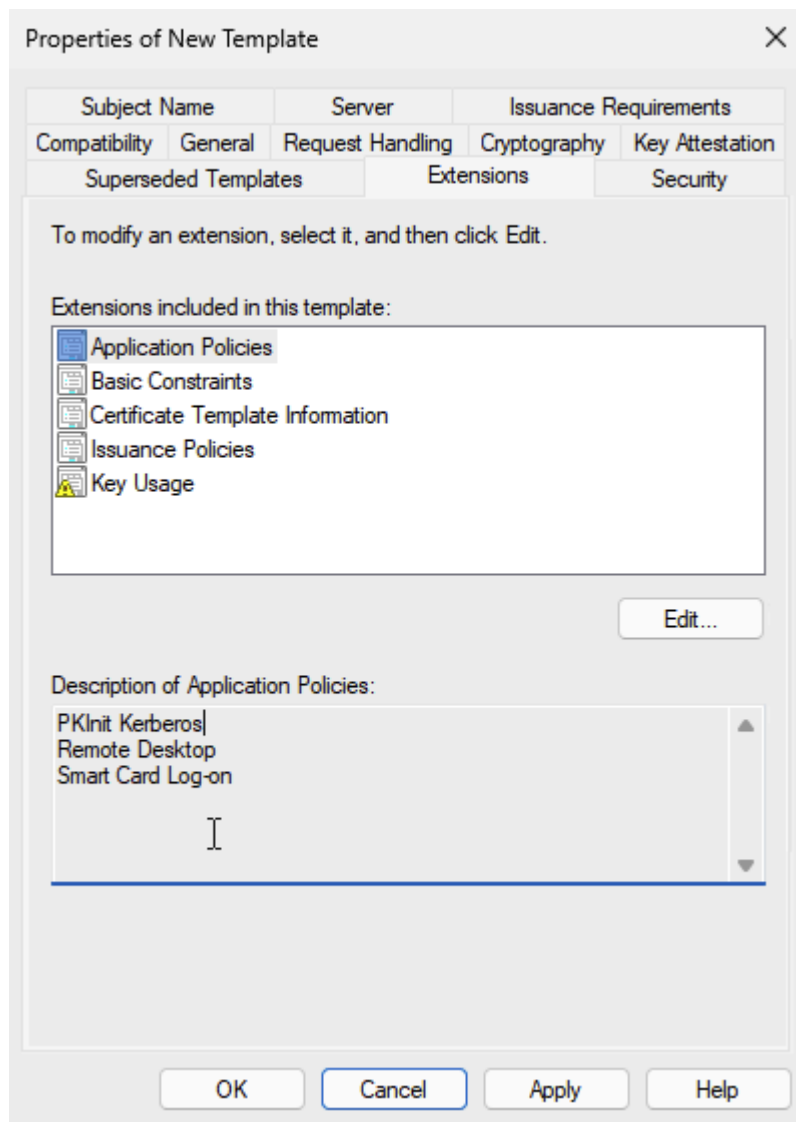 Properties of New Template
Subject Name Server Issuance Requirements
Compatibility General Request Handling Cryptography Key Attestation
Superseded Templates Extensions Security
To modify an extension, select it, and then click Edit.
Extensions included in this template:
Application Policies
Basic Constraints
Certificate Template Information
Issuance Policies
Key Usage
Edit...
Description of Application Policies:
PKInit Kerberos
Remote Desktop
Smart Card Log-on
OK Cancel Apply Help